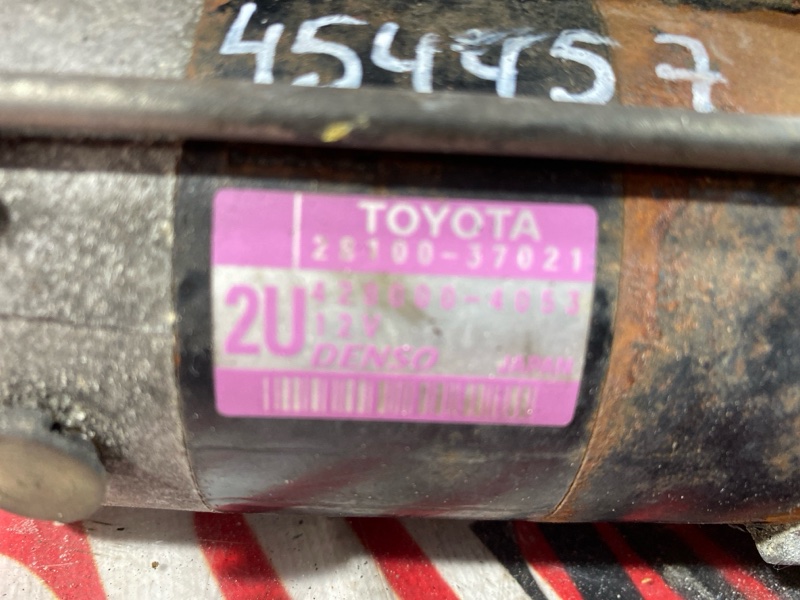 454457
TOYOTA
28100-37021
2U
428000-4053
12V
DENSO JAPAN